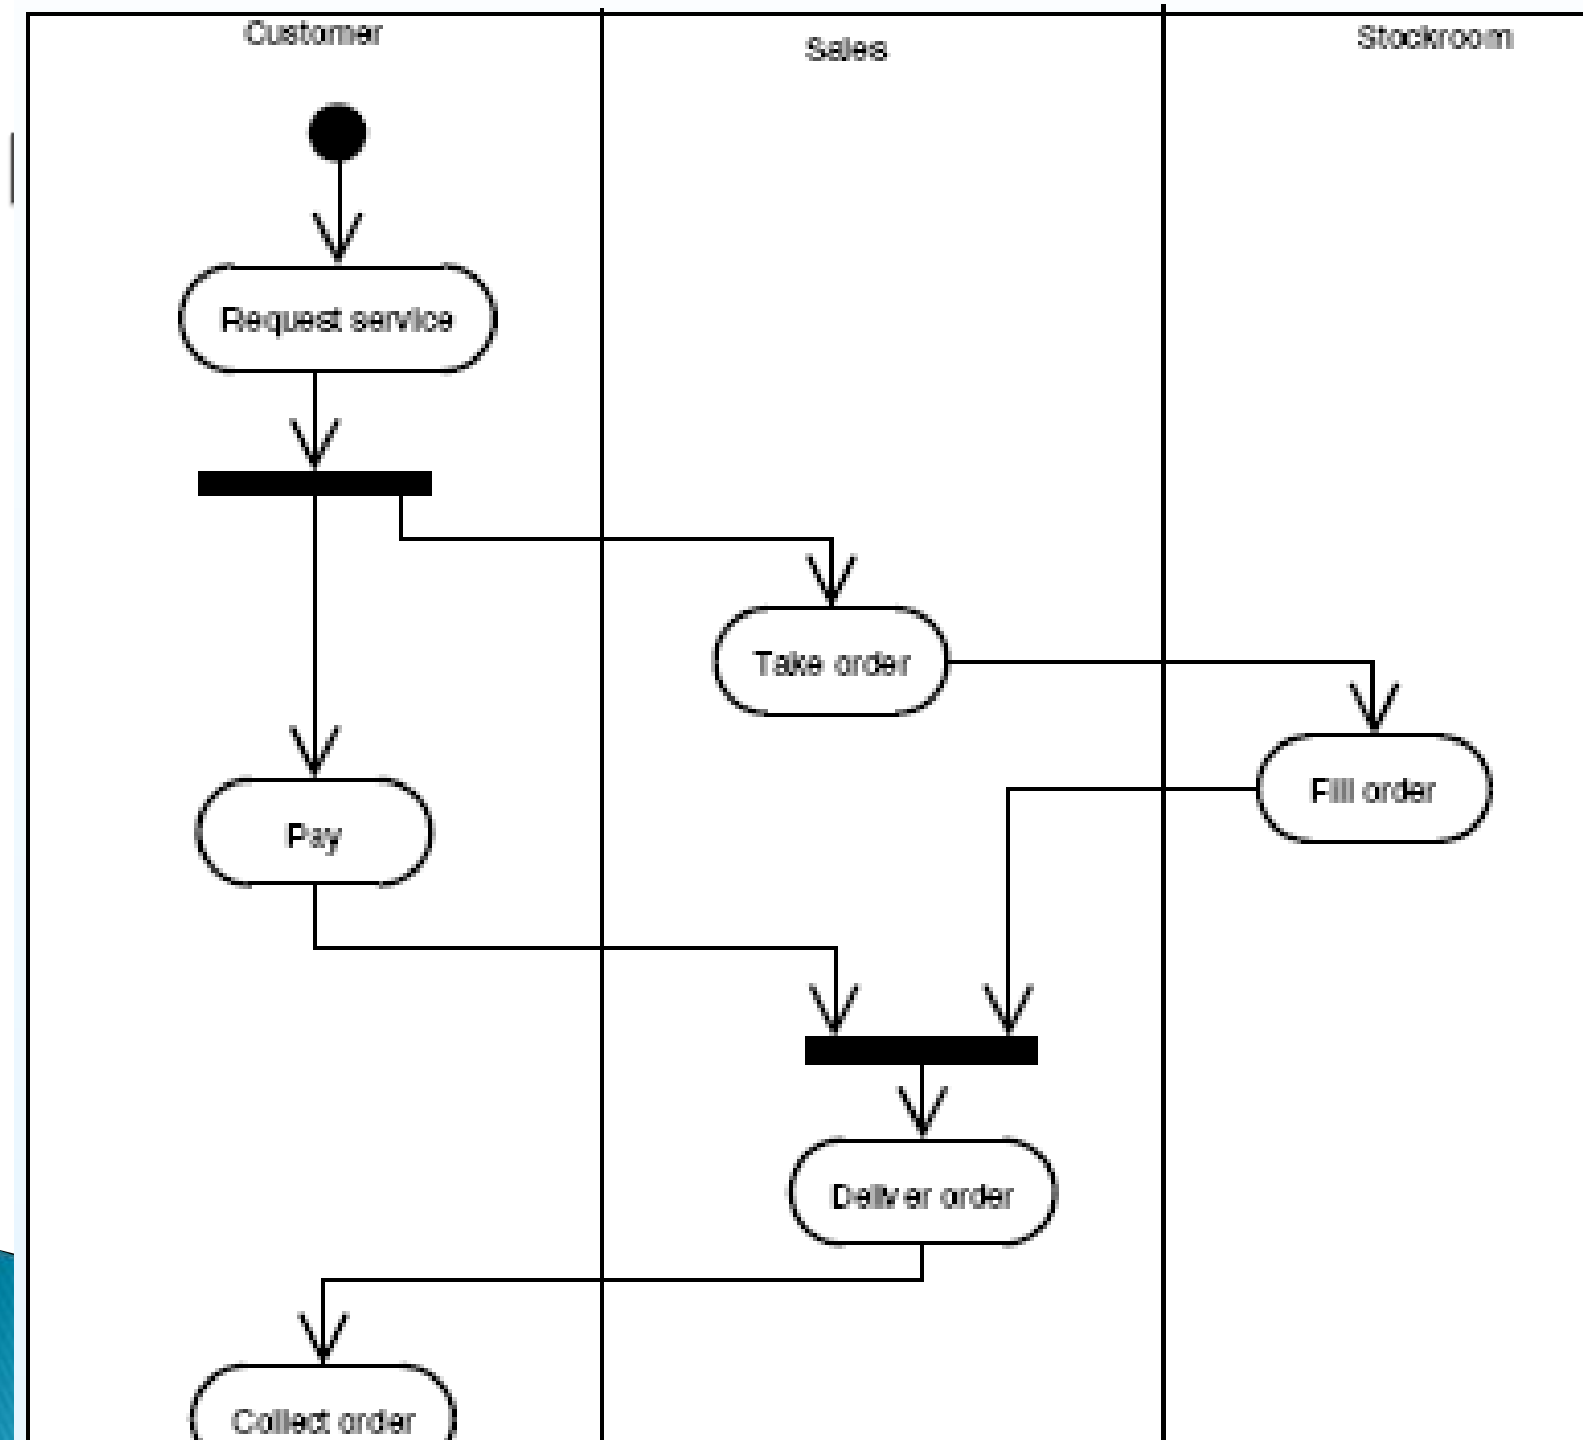 Customer
Sales
Stockroom
Request service
Take order
Fill order
Pay
Deliver order
Collect order